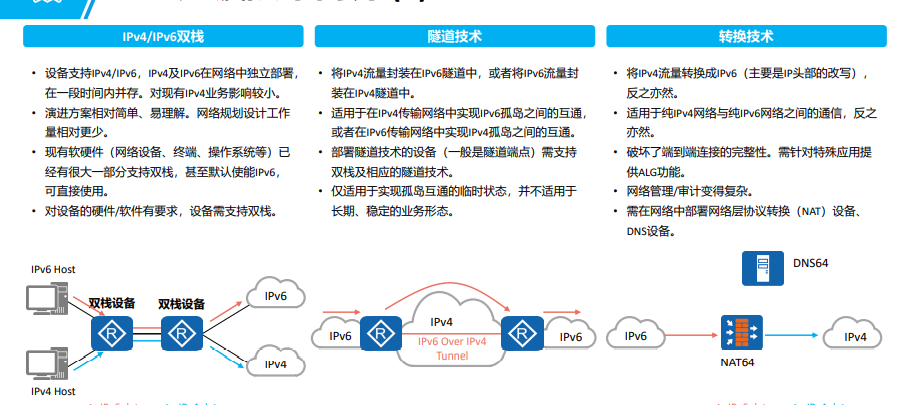 IPv4/IPv6双栈
• 设备支持IPv4/IPv6，IPv4及IPv6在网络中独立部署，
在一段时间内并存。对现有IPv4业务影响较小。
• 演进方案相对简单、易理解。网络规划设计工作
量相对更少。
• 现有软硬件（网络设备、终端、操作系统等）已
经有很大一部分支持双栈，甚至默认使能IPv6，
可直接使用。
• 对设备的硬件/软件有要求，设备需支持双栈。
IPv6 Host
双栈设备
双栈设备
IPv6
R
R
IPv4
IPv4 Host
隧道技术
• 将IPv4流量封装在IPv6隧道中，或者将IPv6流量封
装在IPv4隧道中。
• 适用于在IPv4传输网络中实现IPv6孤岛之间的互通，
或者在IPv6传输网络中实现IPv4孤岛之间的互通。
• 部署隧道技术的设备（一般是隧道端点）需支持
双栈及相应的隧道技术。
• 仅适用于实现孤岛互通的临时状态，并不适用于
长期、稳定的业务形态。
IPv6
R
IPv4
IPv6 Over IPv4
Tunnel
R
IPv6
转换技术
• 将IPv4流量转换成IPv6（主要是IP头部的改写），
反之亦然。
• 适用于纯IPv4网络与纯IPv6网络之间的通信，反之
亦然。
• 破坏了端到端连接的完整性。需针对特殊应用提
供ALG功能。
• 网络管理/审计变得复杂。
• 需在网络中部署网络层协议转换（NAT）设备、
DNS设备。
DNS64
IPv6
NAT64
IPv4